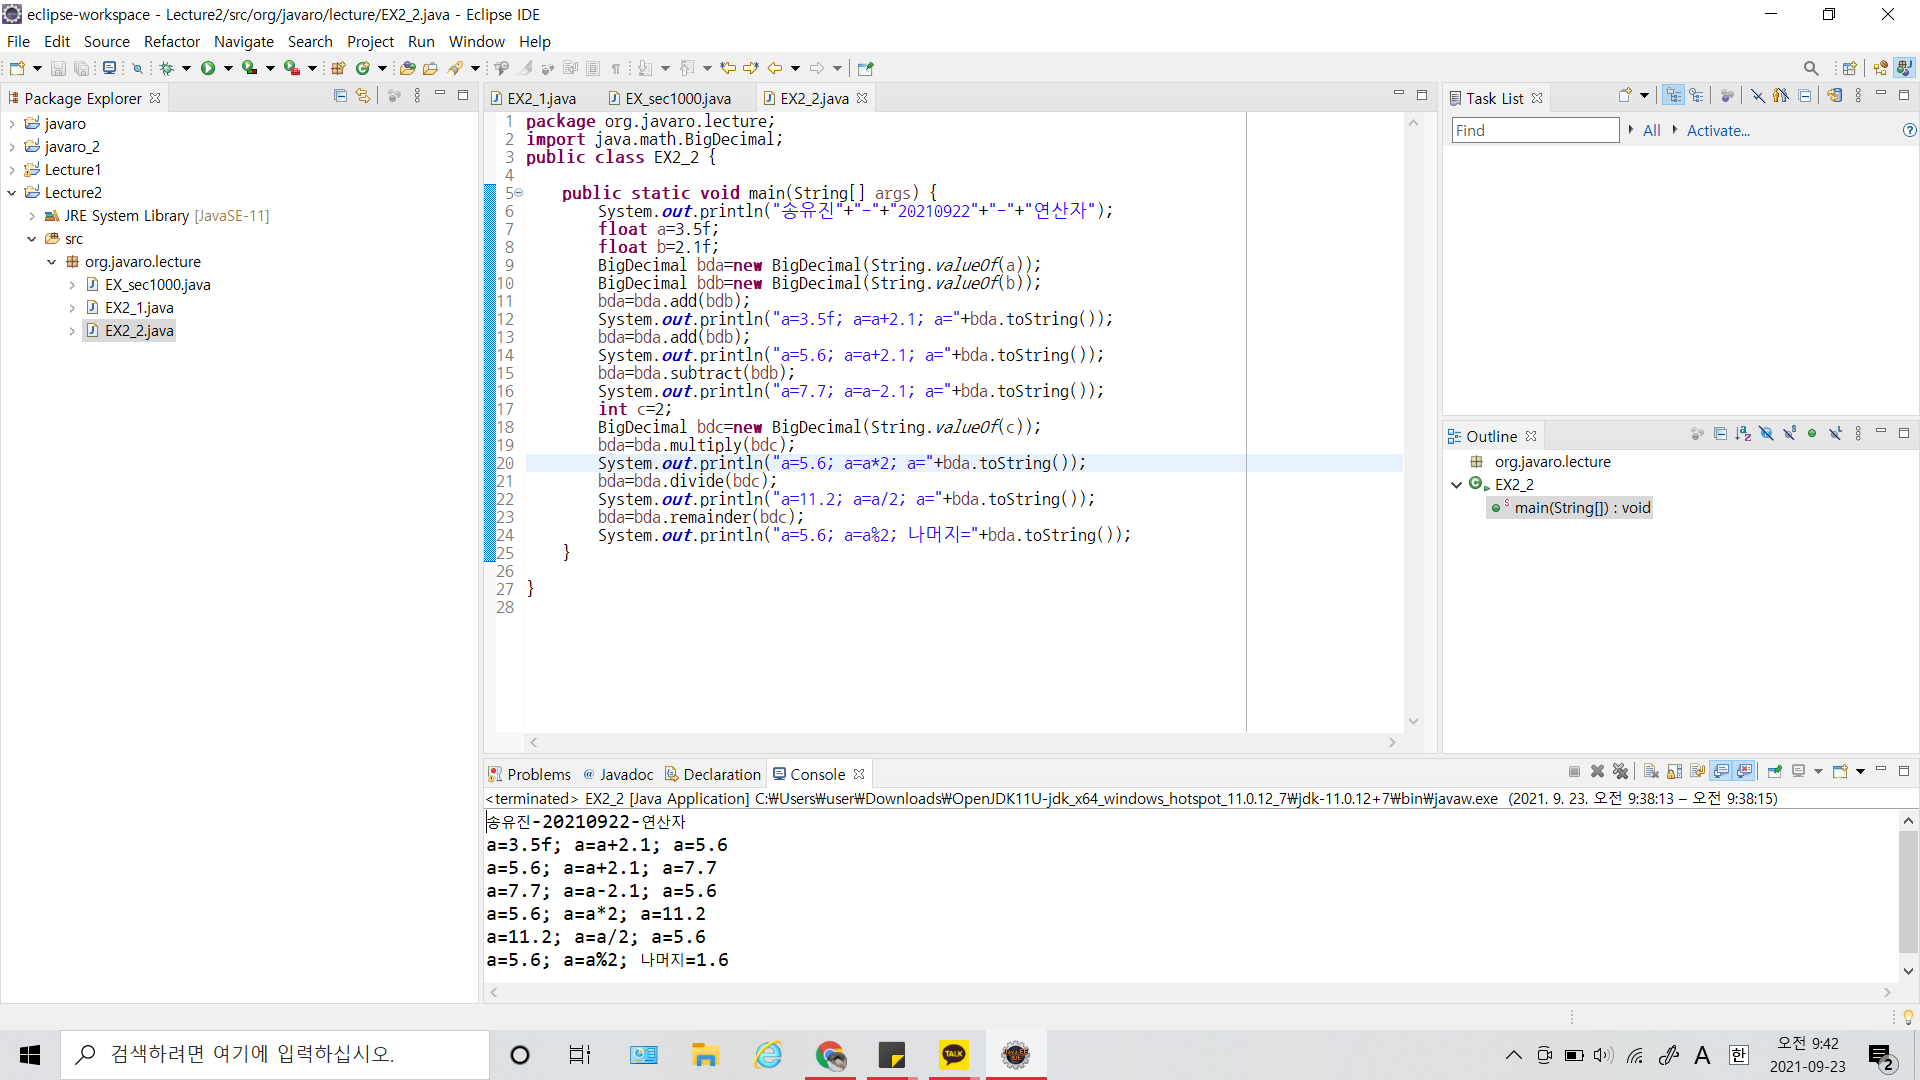 eclipse-workspace - Lecture2/src/org/javaro/lecture/EX2_2.java - Eclipse IDE
File Edit Source Refactor Navigate Search Project Run Window Help
Package Explorer
javaro
javaro_2
Lecture1
Lecture2
JRE System Library [JavaSE-11]
src
org.javaro.lecture
EX_sec1000.java
EX2_1.java
EX2_2.java
EX2_1.java EX_sec1000.java EX2_2.java
1 package org.javaro.lecture;
2 import java.math.BigDecimal;
3 public class EX2_2 {
4
5 public static void main(String[] args) {
6 System.out.println("송유진"+"-"+"20210922"+"-"+"연산자");
7 float a=3.5f;
8 float b=2.1f;
9 BigDecimal bda=new BigDecimal(String.valueOf(a));
10 BigDecimal bdb=new BigDecimal(String.valueOf(b));
11 bda=bda.add(bdb);
12 System.out.println("a=3.5f; a=a+2.1; a="+bda.toString());
13 bda=bda.add(bdb);
14 System.out.println("a=5.6; a=a+2.1; a="+bda.toString());
15 bda=bda.subtract(bdb);
16 System.out.println("a=7.7; a=a-2.1; a="+bda.toString());
17 int c=2;
18 BigDecimal bdc=new BigDecimal(String.valueOf(c));
19 bda=bda.multiply(bdc);
20 System.out.println("a=5.6; a=a*2; a="+bda.toString());
21 bda=bda.divide(bdc);
22 System.out.println("a=11.2; a=a/2; a="+bda.toString());
23 bda=bda.remainder(bdc);
24 System.out.println("a=5.6; a=a%2; 나머지="+bda.toString());
25 }
26
27 }
28
Task List
Find All Activate...
Outline
org.javaro.lecture
EX2_2
main(String[]) : void
Problems @ Javadoc Declaration Console
<terminated> EX2_2 [Java Application] C:₩Users₩user₩Downloads₩OpenJDK11U-jdk_x64_windows_hotspot_11.0.12_7₩jdk-11.0.12+7₩bin₩javaw.exe (2021. 9. 23. 오전 9:38:13 – 오전 9:38:15)
송유진-20210922-연산자
a=3.5f; a=a+2.1; a=5.6
a=5.6; a=a+2.1; a=7.7
a=7.7; a=a-2.1; a=5.6
a=5.6; a=a*2; a=11.2
a=11.2; a=a/2; a=5.6
a=5.6; a=a%2; 나머지=1.6
검색하려면 여기에 입력하십시오.
TALK
A 한
오전 9:42
2021-09-23
2